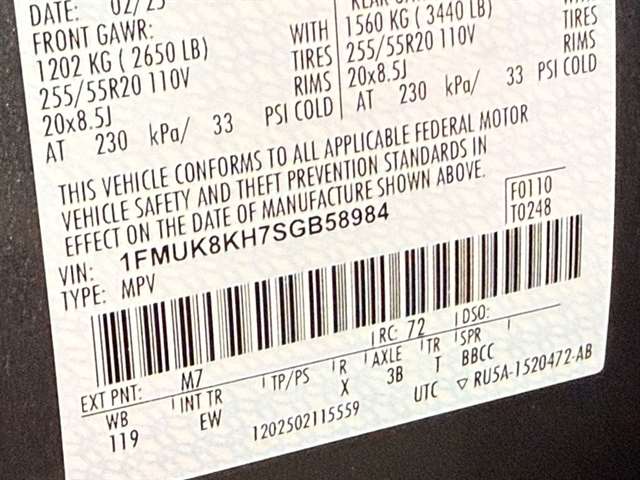 DATE: 02/25
FRONT GAWR:
1202 KG ( 2650 LB) WITH
255/55R20 110V TIRES
20x8.5J RIMS
AT 230 kPa/ 33 PSI COLD
1560 KG ( 3440 LB) WITH
255/55R20 110V TIRES
20x8.5J RIMS
AT 230 kPa/ 33 PSI COLD
THIS VEHICLE CONFORMS TO ALL APPLICABLE FEDERAL MOTOR
VEHICLE SAFETY AND THEFT PREVENTION STANDARDS IN
EFFECT ON THE DATE OF MANUFACTURE SHOWN ABOVE.
F0110
T0248
VIN: 1FMUK8KH7SGB58984
TYPE: MPV
RC: 72 DSO:
EXT PNT: M7
WB INT TR TP/PS R AXLE TR SPR
119 EW X 3B T BBCC
1202502115559 UTC ▽ RU5A-1520472-AB